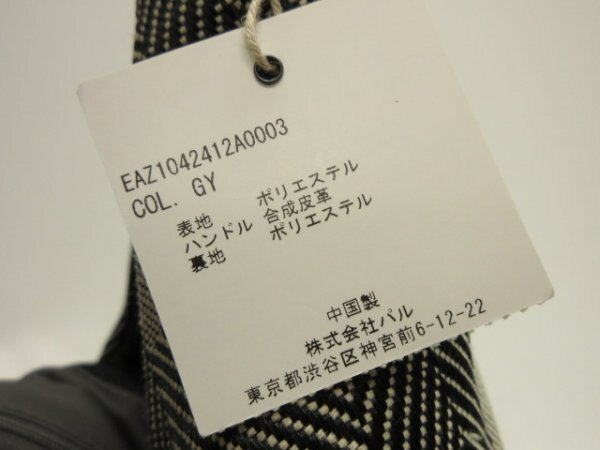 EAZ1042412A0003
COL. GY
表地 ポリエステル
ハンドル 合成皮革
裏地 ポリエステル
中国製
株式会社パル
東京都渋谷区神宮前6-12-22